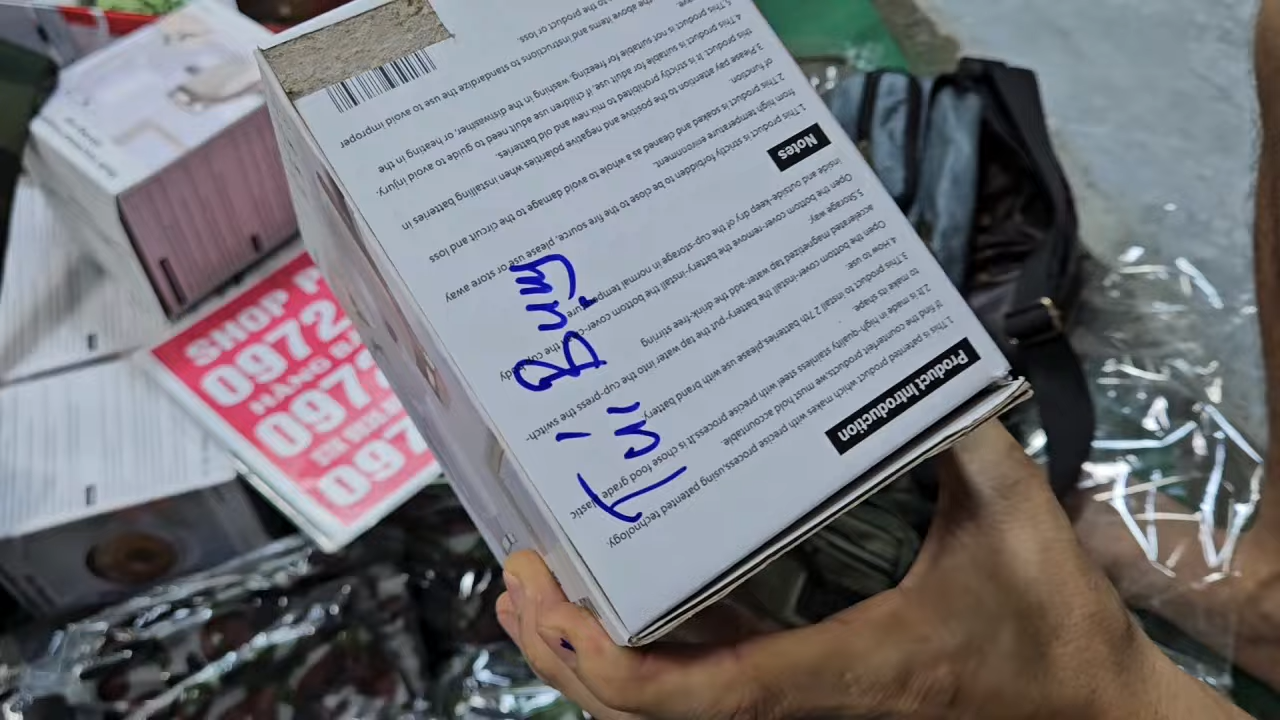 Túi Bụng
Product Introduction
1.This is patented product which makes with precise process,using patented technology.
If find the counterfeit products,we must hold accountable.
2.It is made in high-quality stainless steel with precise process.It is chose food grade plastic
to make its shape.
3.This product to install 2 7th batteries,please use with brand battery.
4.How to use:
Open the bottom cover-install the battery-put the tap water into the cup-press the switch-
accelerated magnetized tap water-add the drink-free stirring
5.Storage way:
Open the bottom cover-remove the battery-install the bottom cover- the cup body
inside and outside-keep dry of the cup-storage in normal temperature
Notes
1.This product is strictly forbidden to be close to the fire source, please use or store away
from high temperature enironment.
2.This product is soaked and cleaned as a whole to avoid damage to the circuit and loss
of function.
3.Please pay attention to the positive and negative polarities when installing batteries in
this product. It is strictly prohibited to mix new and old batteries.
4.This product is suitable for adult use, if children use adult need to guide to avoid injury.
5.This product is not suitable for freezing, washing in the dishwasher, or heating in the
the above items and instructions to standardize the use to avoid improper
to the product or loss.
SHOP P
0972
097
097